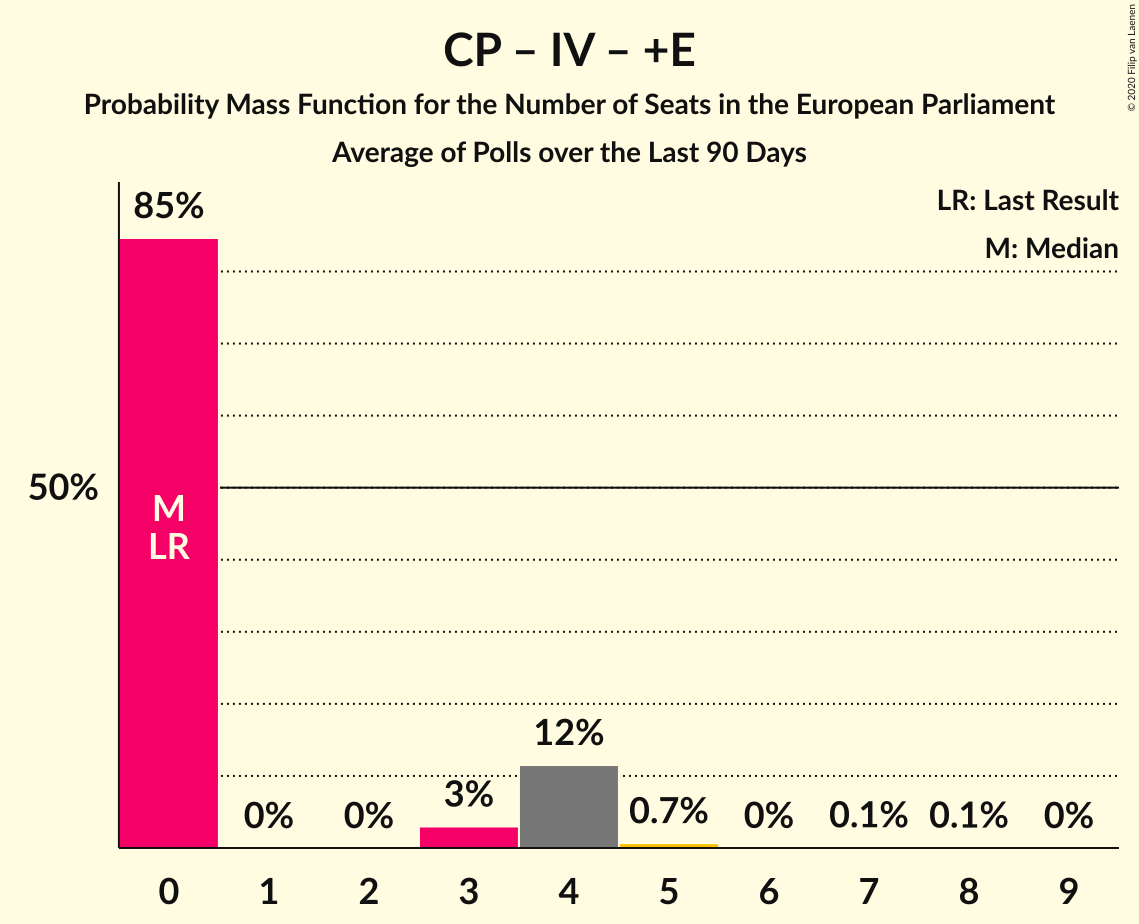 CP – IV – +E
Probability Mass Function for the Number of Seats in the European Parliament
Average of Polls over the Last 90 Days
© 2020 Filip van Laenen
LR: Last Result
M: Median
85%
50%
M
LR
0% 0% 3% 12% 0.7% 0% 0.1% 0.1% 0%
0 1 2 3 4 5 6 7 8 9